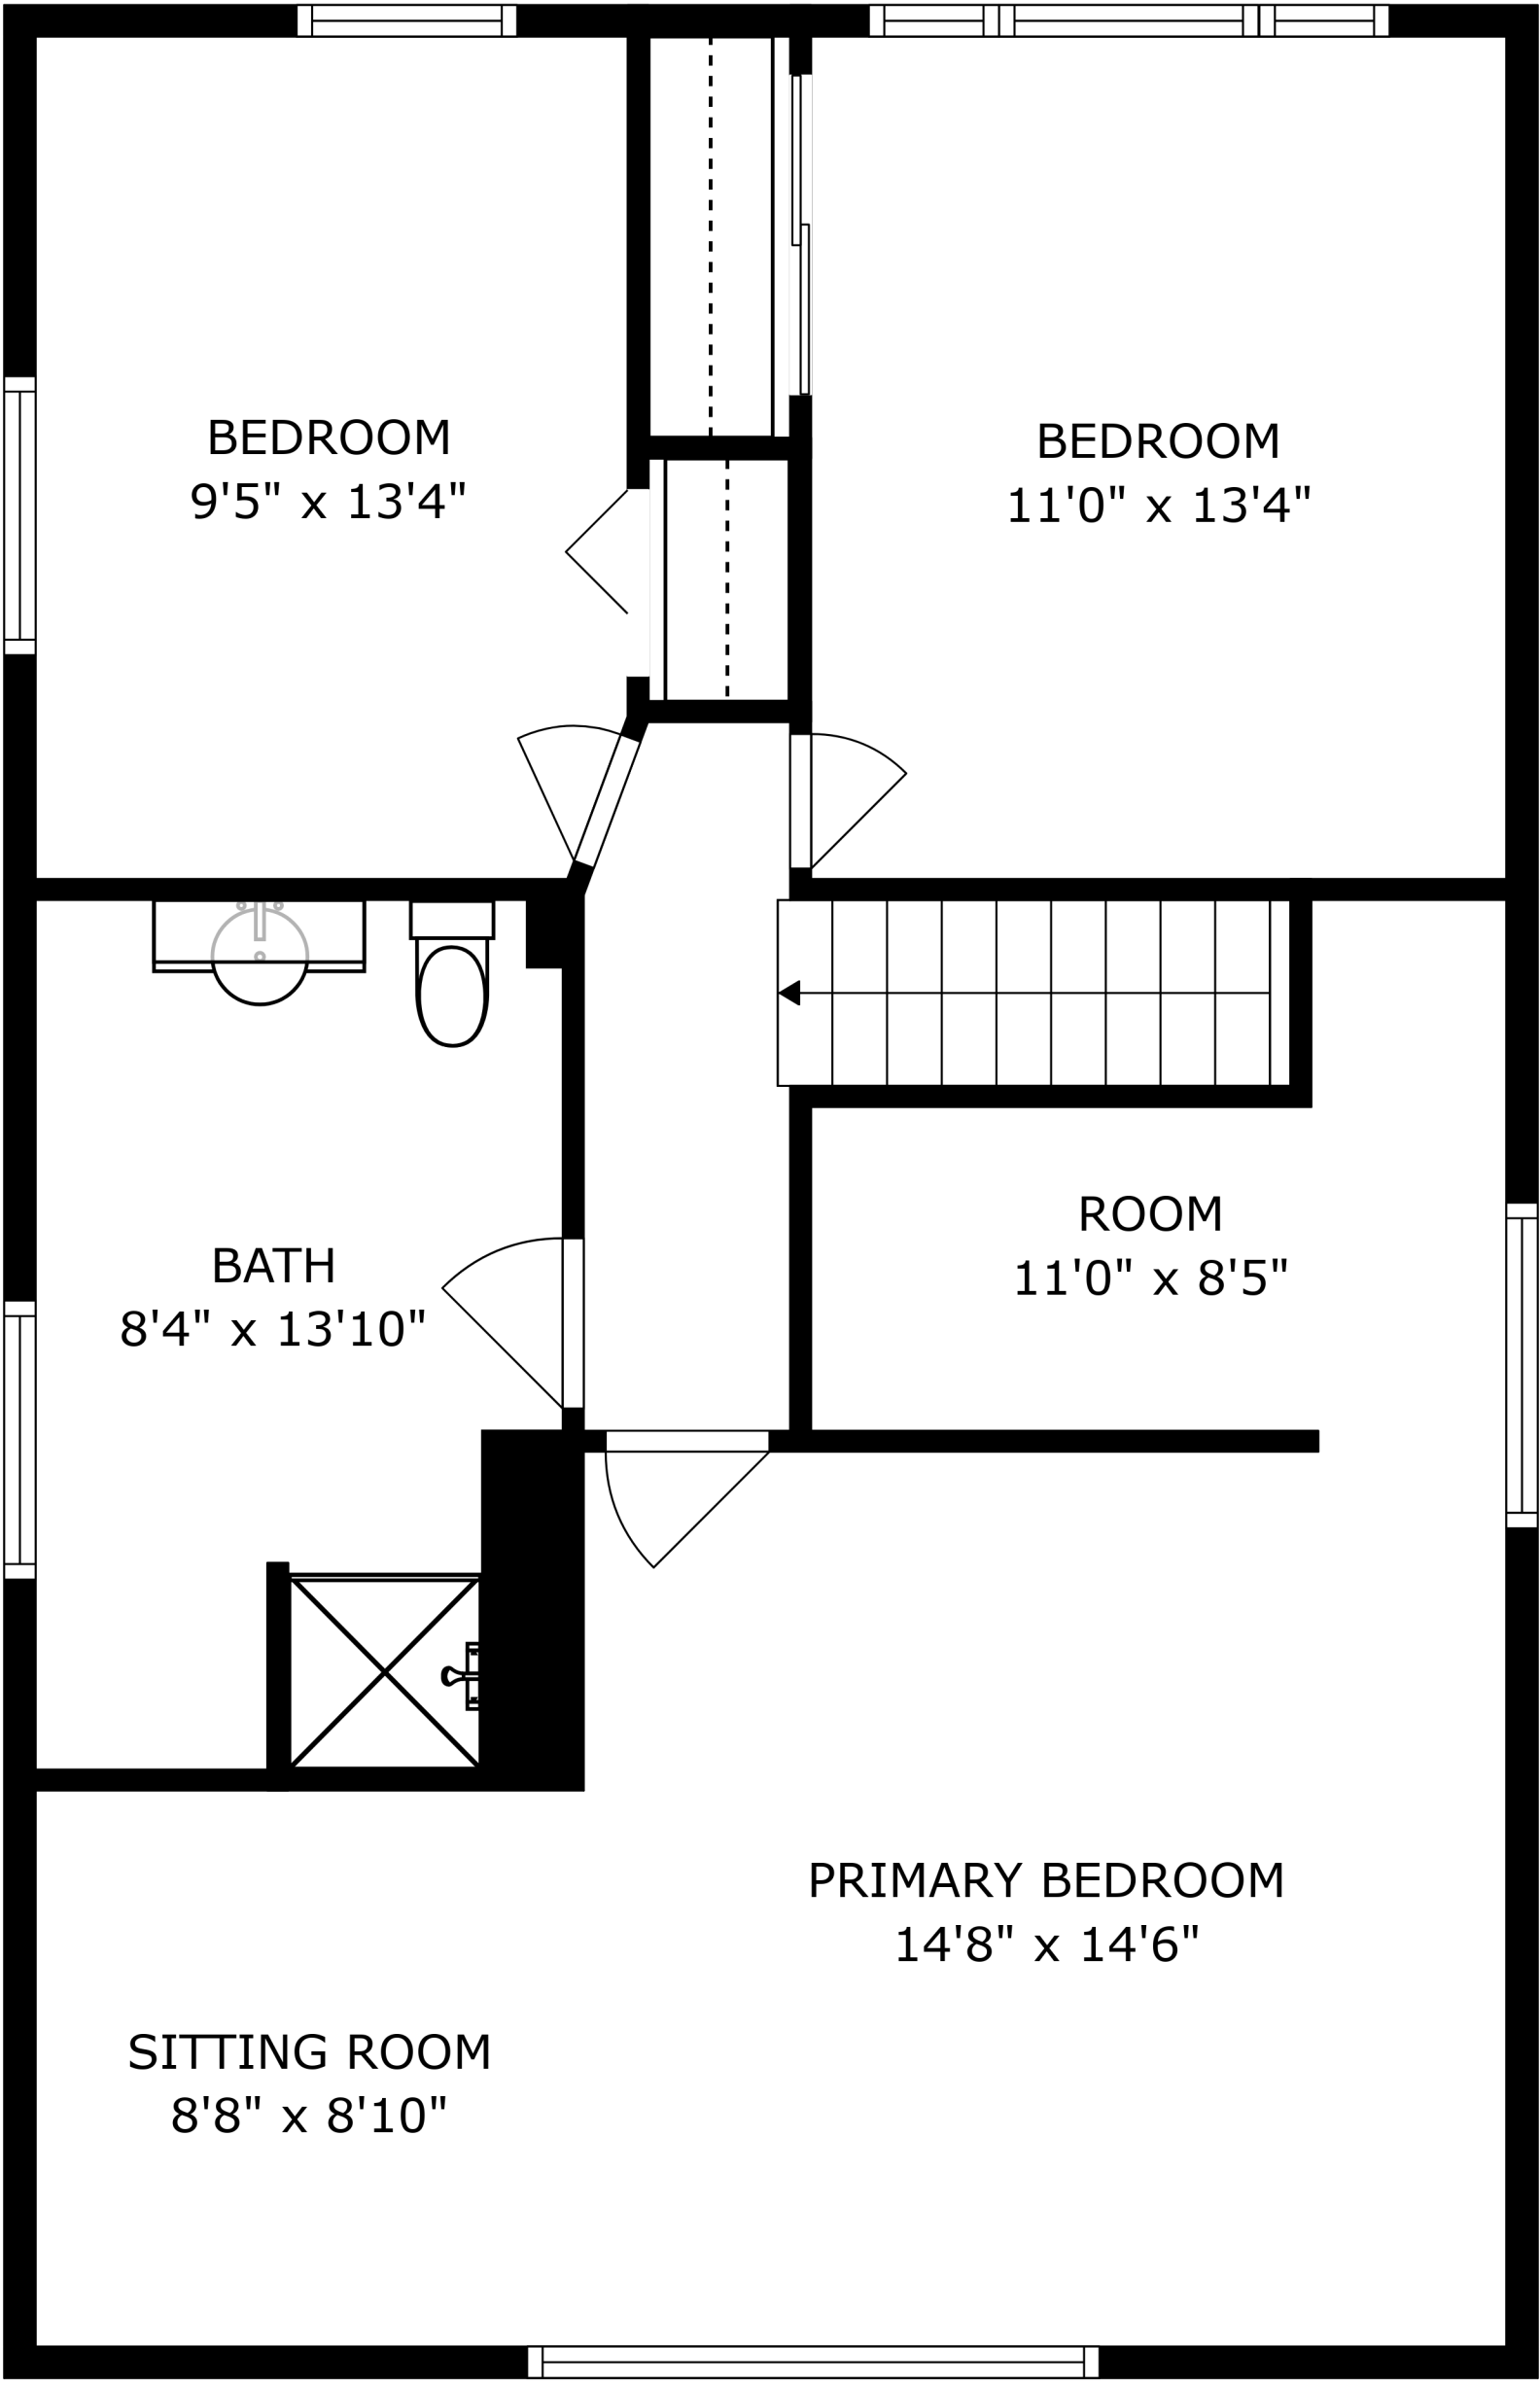 BEDROOM
9'5" x 13'4"
BEDROOM
11'0" x 13'4"
ROOM
11'0" x 8'5"
BATH
8'4" x 13'10"
PRIMARY BEDROOM
14'8" x 14'6"
SITTING ROOM
8'8" x 8'10"